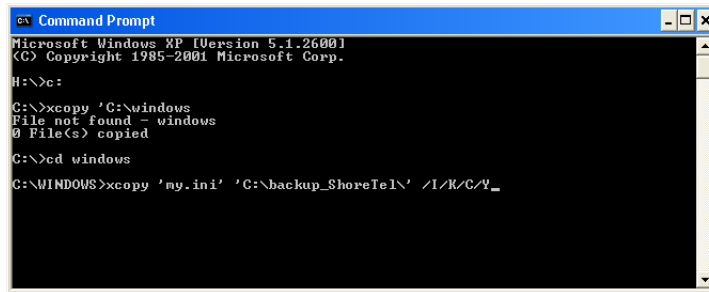 Command Prompt
Microsoft Windows XP [Version 5.1.2600]
(C) Copyright 1985-2001 Microsoft Corp.
H:\>c:
C:\>xcopy 'C:\windows
File not found - windows
0 File(s) copied
C:\>cd windows
C:\WINDOWS>xcopy 'my.ini' 'C:\backup_ShoreTel\' /I/K/C/Y_